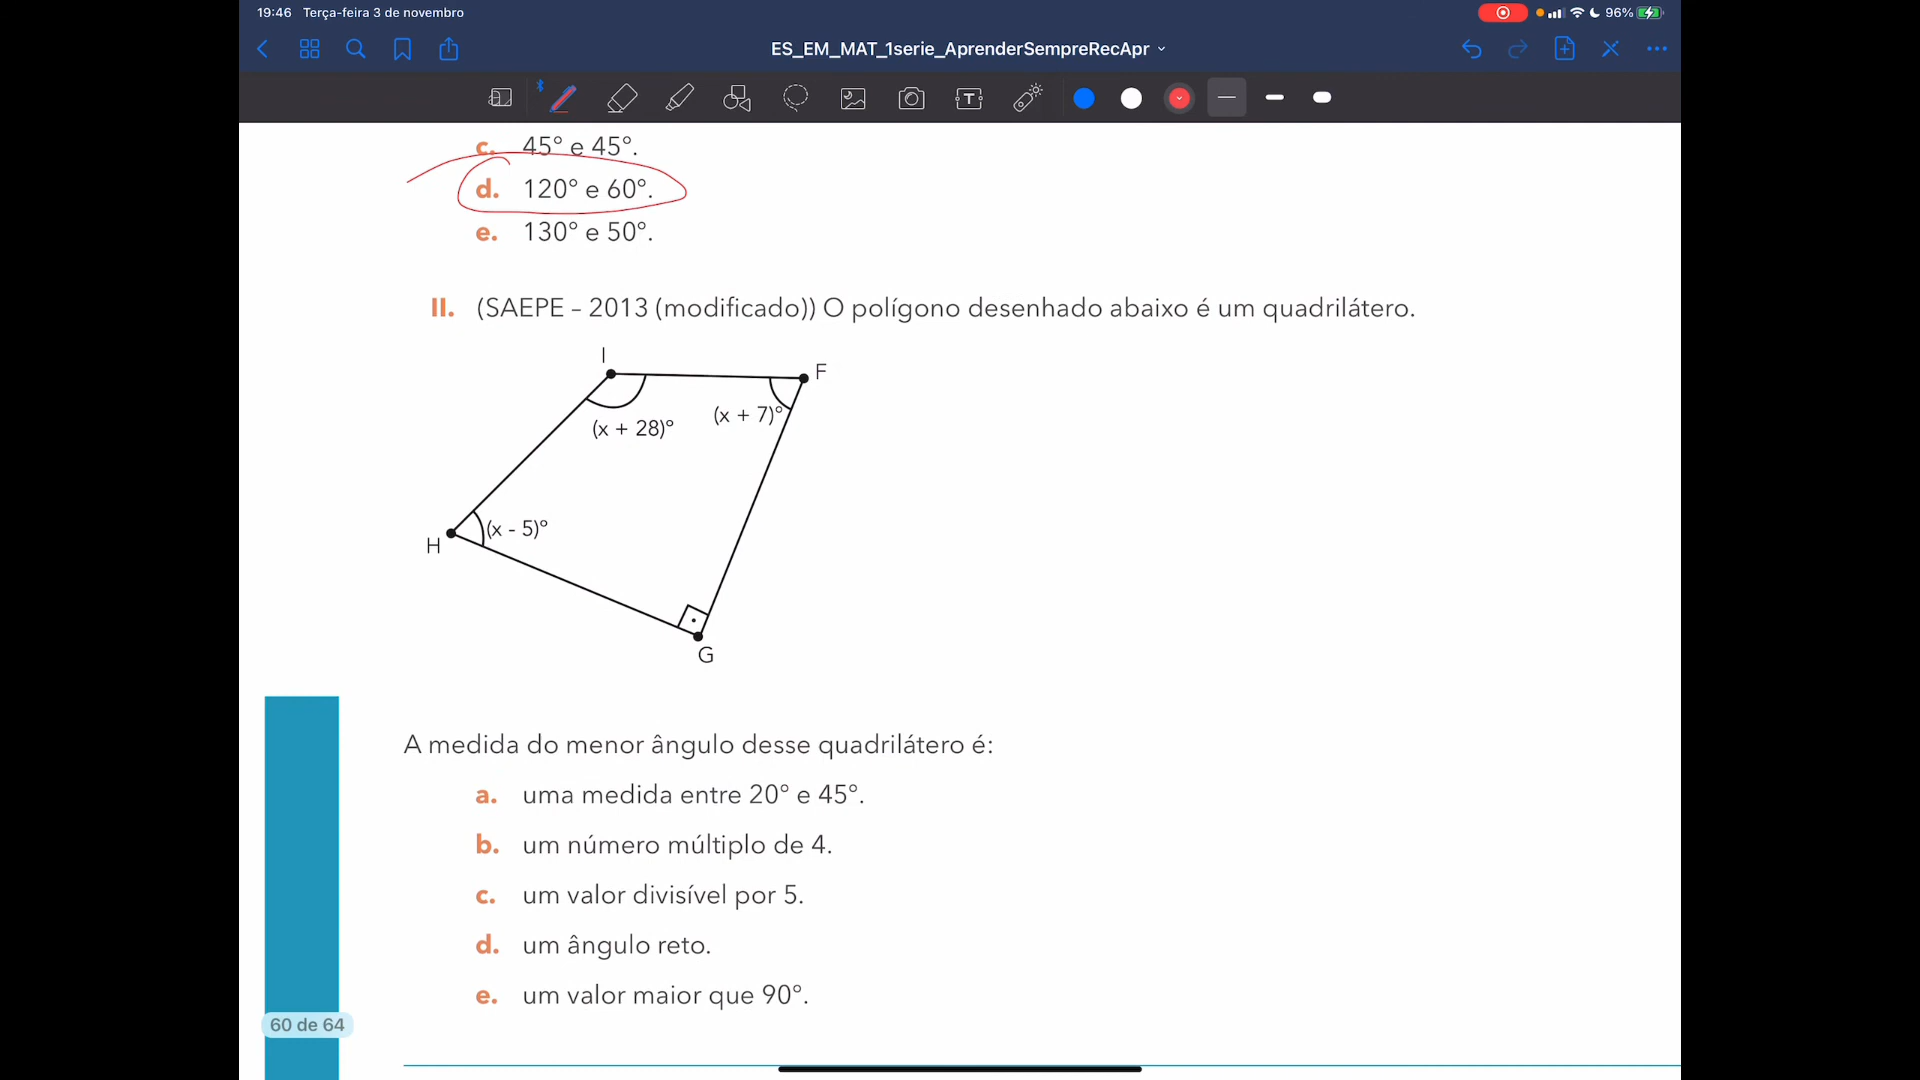 19:46 Terça-feira 3 de novembro
96%
ES_EM_MAT_1serie_AprenderSempreRecApr
T
c. 45° e 45°.
d. 120° e 60°.
e. 130° e 50°.
II. (SAEPE – 2013 (modificado)) O polígono desenhado abaixo é um quadrilátero.
I
F
(x + 28)º
(x + 7)º
(x - 5)º
H
G
A medida do menor ângulo desse quadrilátero é:
a. uma medida entre 20° e 45°.
b. um número múltiplo de 4.
c. um valor divisível por 5.
d. um ângulo reto.
e. um valor maior que 90°.
60 de 64